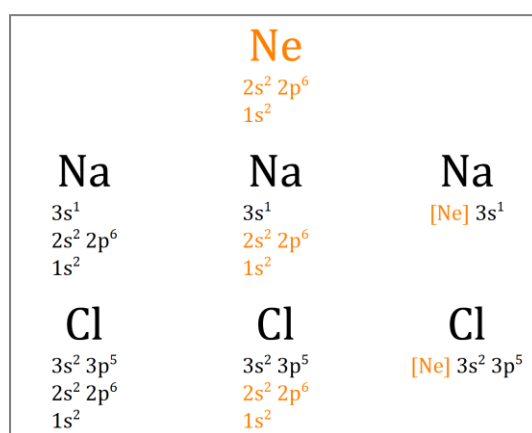 Ne
2s² 2p⁶
1s²
Na Na Na
3s¹ 3s¹ [Ne] 3s¹
2s² 2p⁶ 2s² 2p⁶
1s² 1s²
Cl Cl Cl
3s² 3p⁵ 3s² 3p⁵ [Ne] 3s² 3p⁵
2s² 2p⁶ 2s² 2p⁶
1s² 1s²